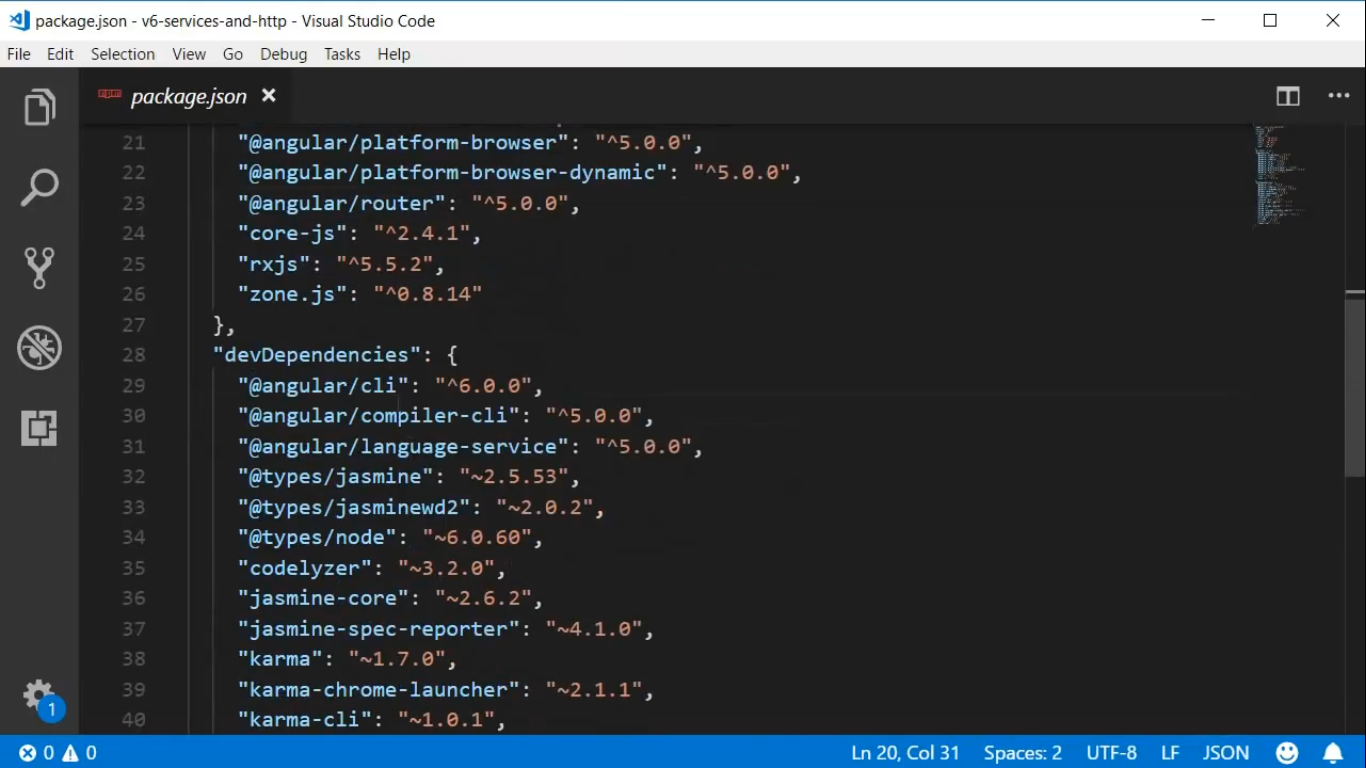 package.json - v6-services-and-http - Visual Studio Code
File Edit Selection View Go Debug Tasks Help
npm package.json
21 "@angular/platform-browser": "^5.0.0",
22 "@angular/platform-browser-dynamic": "^5.0.0",
23 "@angular/router": "^5.0.0",
24 "core-js": "^2.4.1",
25 "rxjs": "^5.5.2",
26 "zone.js": "^0.8.14"
27 },
28 "devDependencies": {
29 "@angular/cli": "^6.0.0",
30 "@angular/compiler-cli": "^5.0.0",
31 "@angular/language-service": "^5.0.0",
32 "@types/jasmine": "~2.5.53",
33 "@types/jasminewd2": "~2.0.2",
34 "@types/node": "~6.0.60",
35 "codelyzer": "~3.2.0",
36 "jasmine-core": "~2.6.2",
37 "jasmine-spec-reporter": "~4.1.0",
38 "karma": "~1.7.0",
39 "karma-chrome-launcher": "~2.1.1",
40 "karma-cli": "~1.0.1",
1
0 0 Ln 20, Col 31 Spaces: 2 UTF-8 LF JSON